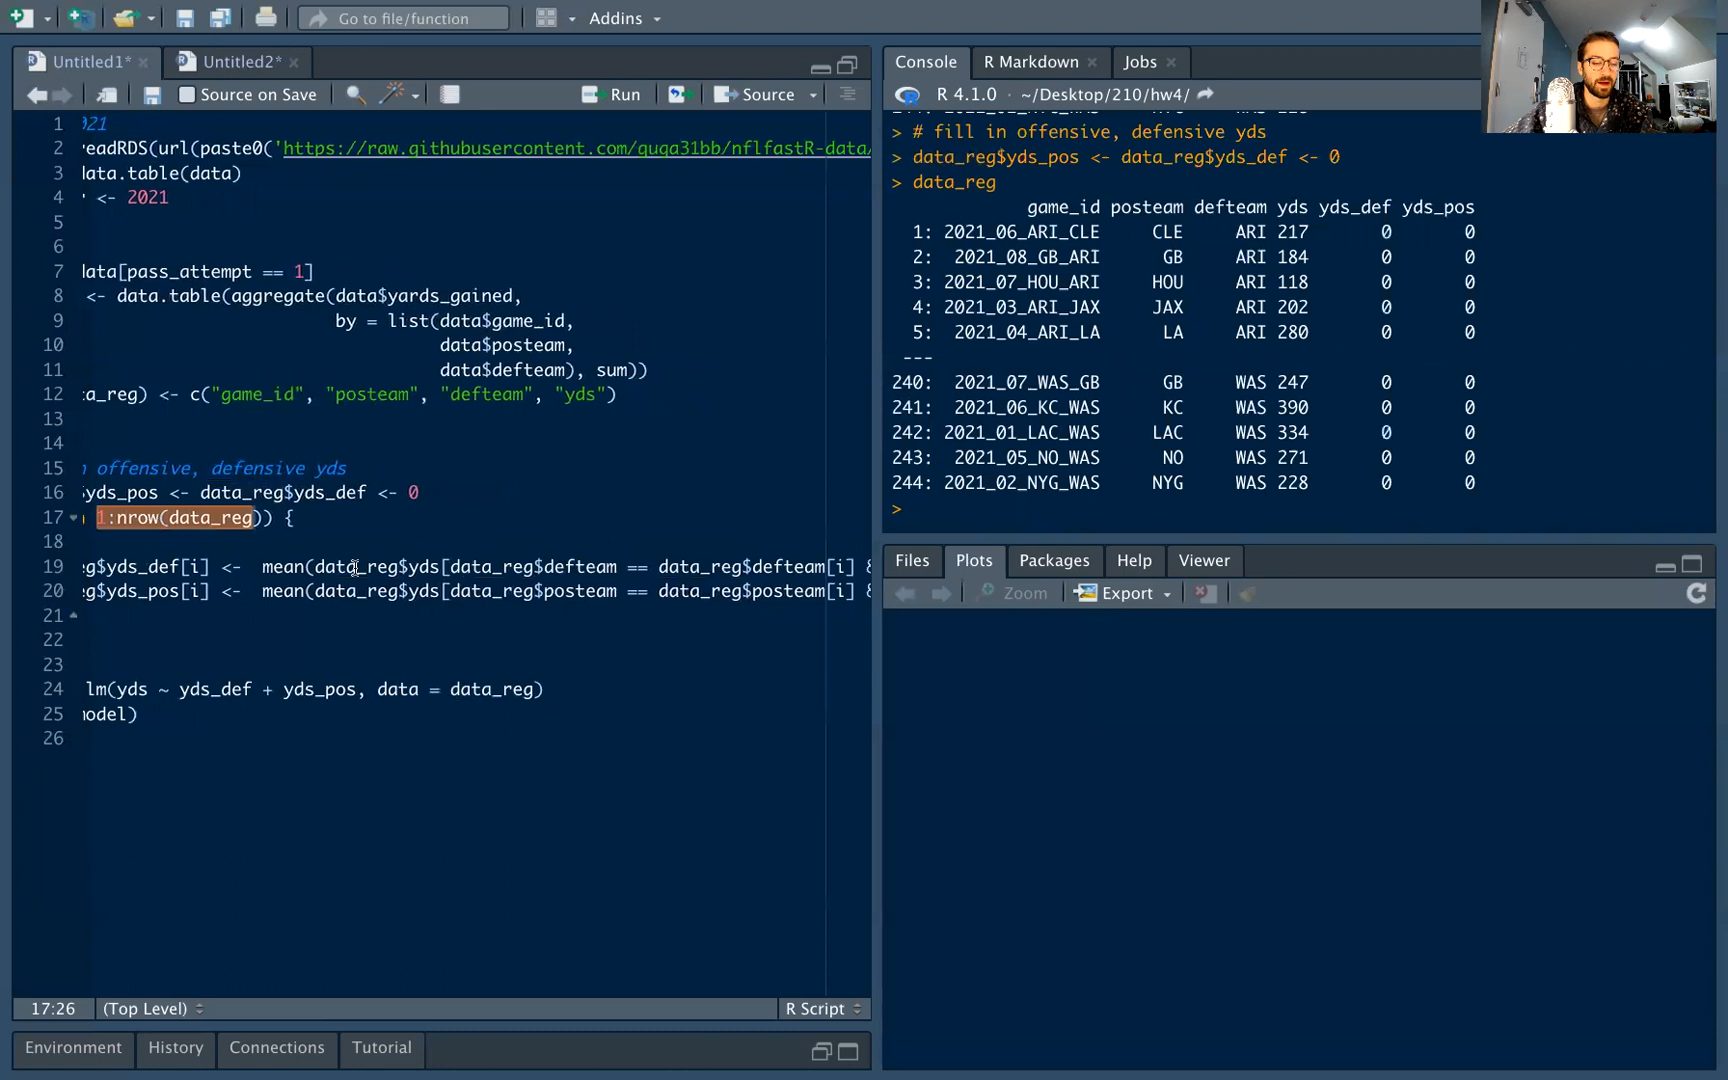 Go to file/function
Addins
Untitled1*
Untitled2*
Source on Save
Run
Source
1 021
2 readRDS(url(paste0('https://raw.githubusercontent.com/guga31bb/nflfastR-data/
3 data.table(data)
4 <- 2021
5
6
7 data[pass_attempt == 1]
8 <- data.table(aggregate(data$yards_gained,
9 by = list(data$game_id,
10 data$posteam,
11 data$defteam), sum))
12 ta_reg) <- c("game_id", "posteam", "defteam", "yds")
13
14
15 offensive, defensive yds
16 $yds_pos <- data_reg$yds_def <- 0
17 1:nrow(data_reg)) {
18
19 eg$yds_def[i] <- mean(data_reg$yds[data_reg$defteam == data_reg$defteam[i] &
20 eg$yds_pos[i] <- mean(data_reg$yds[data_reg$posteam == data_reg$posteam[i] &
21
22
23
24 lm(yds ~ yds_def + yds_pos, data = data_reg)
25 model)
26
17:26
(Top Level)
R Script
Environment
History
Connections
Tutorial
Console
R Markdown
Jobs
R 4.1.0 · ~/Desktop/210/hw4/
> # fill in offensive, defensive yds
> data_reg$yds_pos <- data_reg$yds_def <- 0
> data_reg
game_id posteam defteam yds yds_def yds_pos
1: 2021_06_ARI_CLE CLE ARI 217 0 0
2: 2021_08_GB_ARI GB ARI 184 0 0
3: 2021_07_HOU_ARI HOU ARI 118 0 0
4: 2021_03_ARI_JAX JAX ARI 202 0 0
5: 2021_04_ARI_LA LA ARI 280 0 0
---
240: 2021_07_WAS_GB GB WAS 247 0 0
241: 2021_06_KC_WAS KC WAS 390 0 0
242: 2021_01_LAC_WAS LAC WAS 334 0 0
243: 2021_05_NO_WAS NO WAS 271 0 0
244: 2021_02_NYG_WAS NYG WAS 228 0 0
>
Files
Plots
Packages
Help
Viewer
Zoom
Export